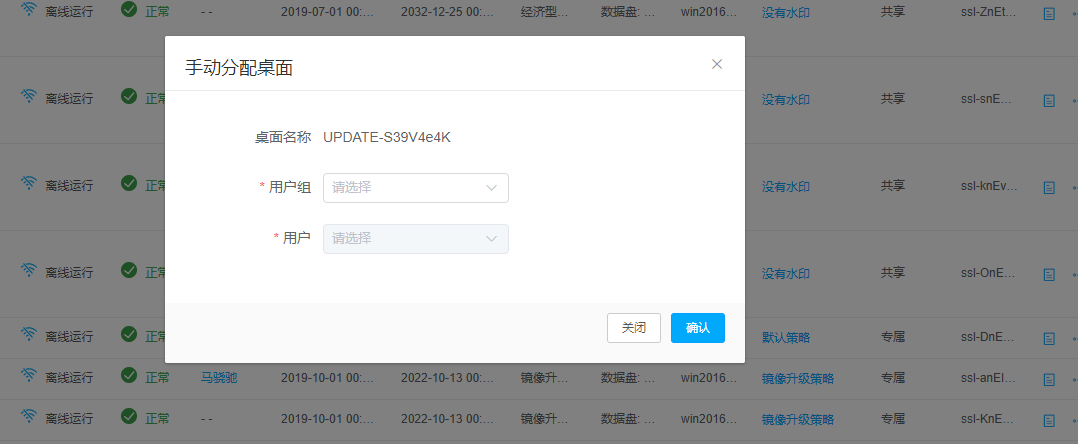 离线运行 正常 - - 2019-07-01 00:... 2032-12-25 00:... 经济型... 数据盘: ... win2016... 没有水印 共享 ssl-ZnEt...
手动分配桌面
离线运行 正常 没有水印 共享 ssl-snE...
桌面名称 UPDATE-S39V4e4K
离线运行 正常 * 用户组 请选择 没有水印 共享 ssl-knEv...
* 用户 请选择
离线运行 正常 没有水印 共享 ssl-OnE...
关闭 确认
离线运行 正常 默认策略 专属 ssl-DnE...
离线运行 正常 马骁驰 2019-10-01 00:... 2022-10-13 00:... 镜像升... 数据盘: ... win2016... 镜像升级策略 专属 ssl-anEI...
离线运行 正常 - - 2019-10-01 00:... 2022-10-13 00:... 镜像升... 数据盘: ... win2016... 镜像升级策略 专属 ssl-KnE...